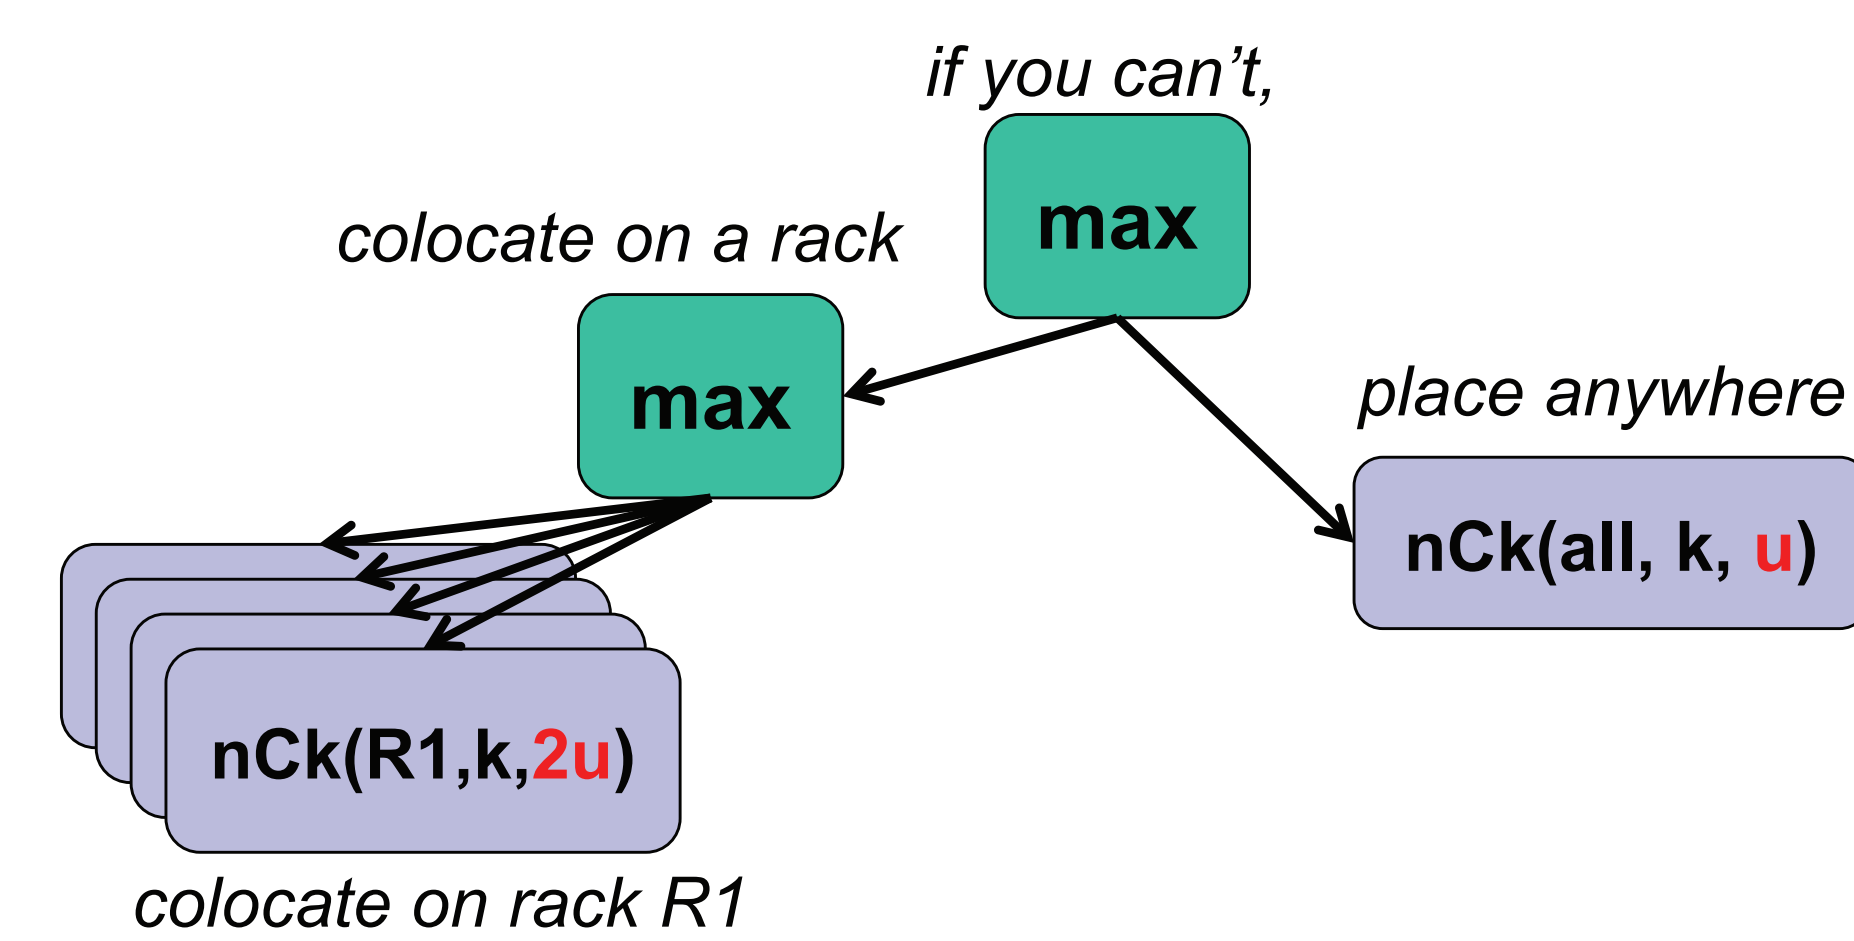 if you can’t,
max
colocate on a rack
max
place anywhere
nCk(all, k, u)
nCk(R1,k,2u)
colocate on rack R1